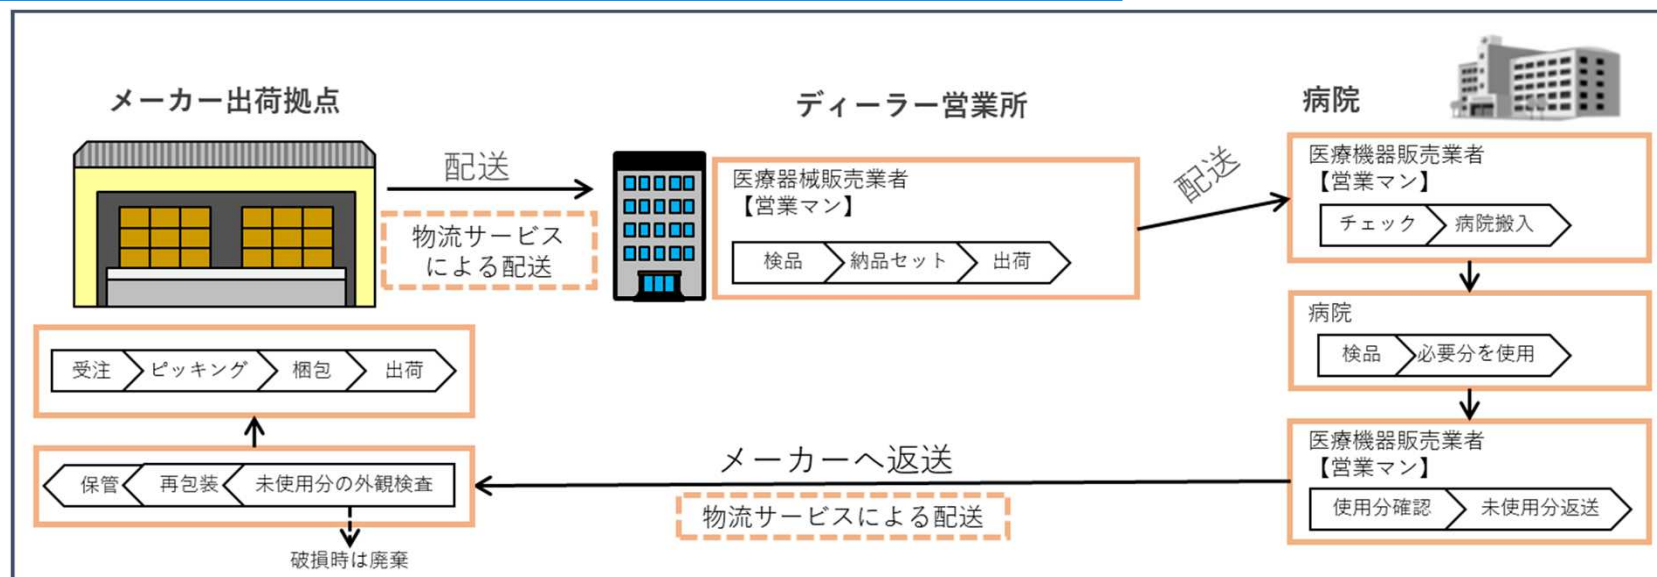 メーカー出荷拠点
ディーラー営業所
病院
配送
物流サービス
による配送
医療器械販売業者
【営業マン】
検品
納品セット
出荷
配送
医療機器販売業者
【営業マン】
チェック
病院搬入
病院
検品
必要分を使用
医療機器販売業者
【営業マン】
使用分確認
未使用分返送
メーカーへ返送
物流サービスによる配送
受注
ピッキング
梱包
出荷
保管
再包装
未使用分の外観検査
破損時は廃棄